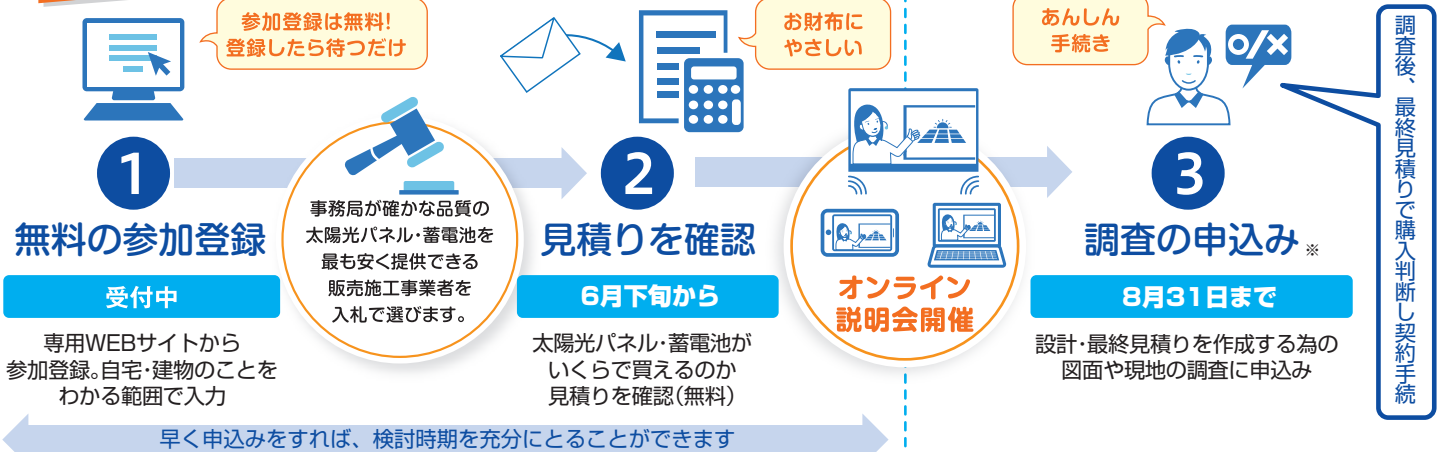 参加登録は無料!
登録したら待つだけ
1
無料の参加登録
受付中
専用WEBサイトから
参加登録。自宅・建物のことを
わかる範囲で入力
事務局が確かな品質の
太陽光パネル・蓄電池を
最も安く提供できる
販売施工事業者を
入札で選びます。
お財布に
やさしい
2
見積りを確認
6月下旬から
太陽光パネル・蓄電池が
いくらで買えるのか
見積りを確認(無料)
オンライン
説明会開催
あんしん
手続き
O/×
3
調査の申込み※
8月31日まで
設計・最終見積りを作成する為の
図面や現地の調査に申込み
調査後、最終見積りで購入判断し契約手続
早く申込みをすれば、検討時期を充分にとることができます